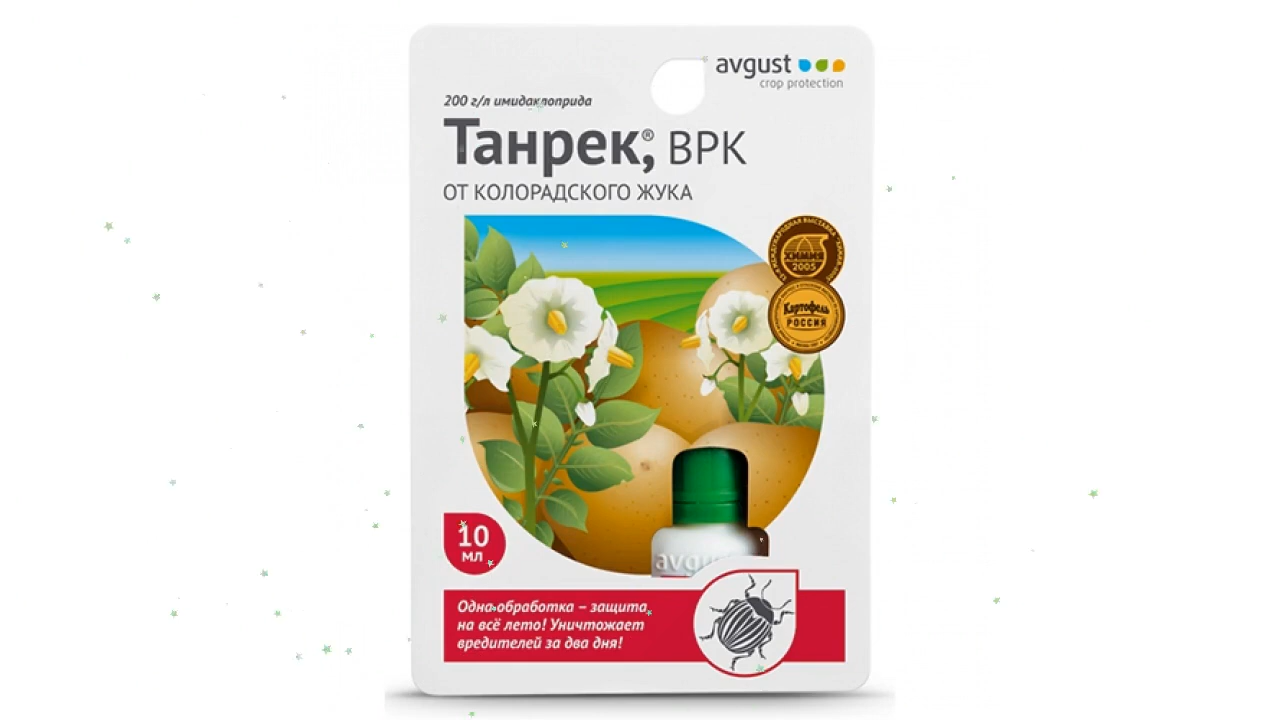 avgust
crop protection
200 г/л имидаклоприда
Танрек®, ВРК
ОТ КОЛОРАДСКОГО ЖУКА
ХИМИЯ
2005
Картофель
РОССИЯ
10
мл
avgu
Одна обработка – защита
на всё лето! Уничтожает
вредителей за два дня!